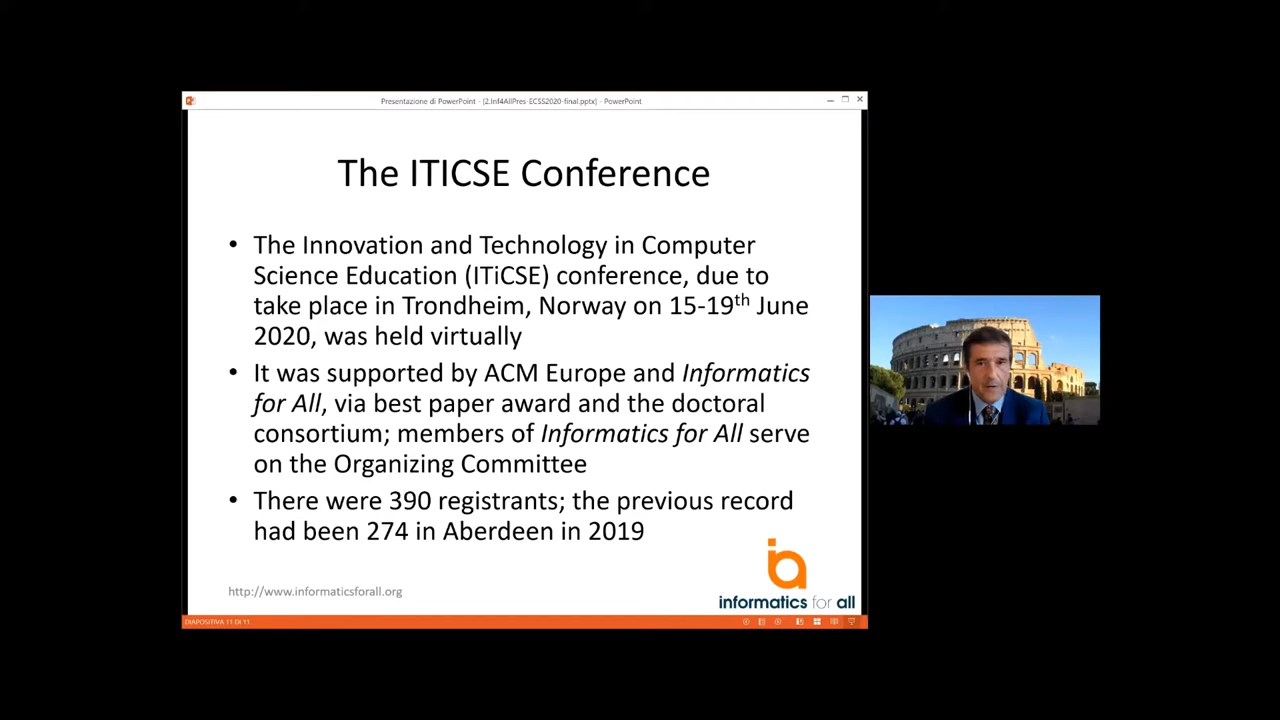 Presentazione di PowerPoint - [2.Inf4AllPres-ECSS2020-final.pptx] - PowerPoint
The ITICSE Conference
• The Innovation and Technology in Computer
Science Education (ITiCSE) conference, due to
take place in Trondheim, Norway on 15-19th June
2020, was held virtually
• It was supported by ACM Europe and Informatics
for All, via best paper award and the doctoral
consortium; members of Informatics for All serve
on the Organizing Committee
• There were 390 registrants; the previous record
had been 274 in Aberdeen in 2019
http://www.informaticsforall.org
informatics for all
DIAPOSITIVA 11 DI 11